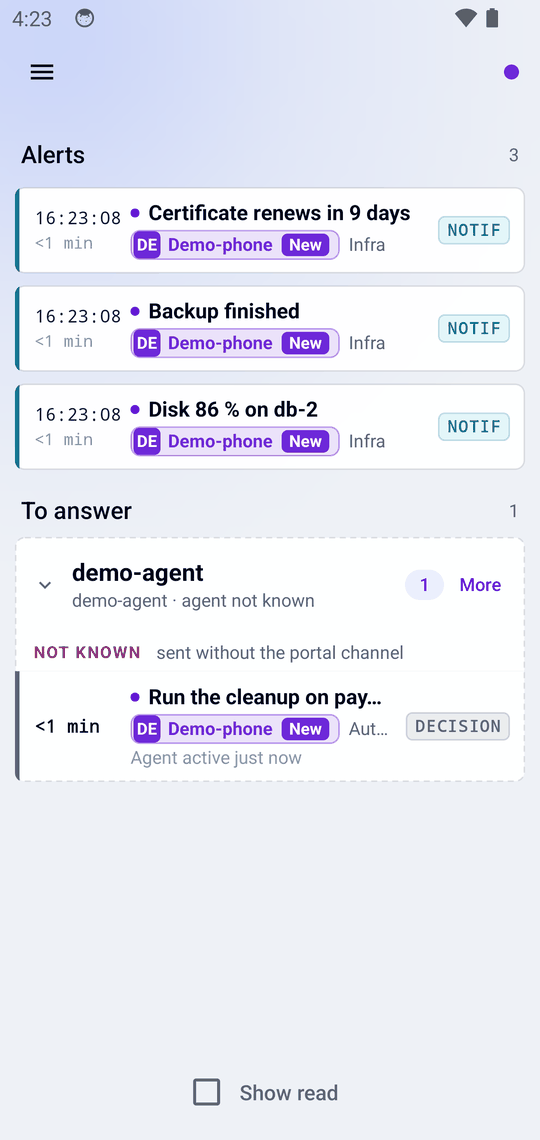 4:23
Alerts 3
16:23:08 Certificate renews in 9 days
<1 min DE Demo-phone New Infra NOTIF
16:23:08 Backup finished
<1 min DE Demo-phone New Infra NOTIF
16:23:08 Disk 86 % on db-2
<1 min DE Demo-phone New Infra NOTIF
To answer 1
demo-agent
demo-agent · agent not known 1 More
NOT KNOWN sent without the portal channel
Run the cleanup on pay…
<1 min DE Demo-phone New Aut… DECISION
Agent active just now
Show read